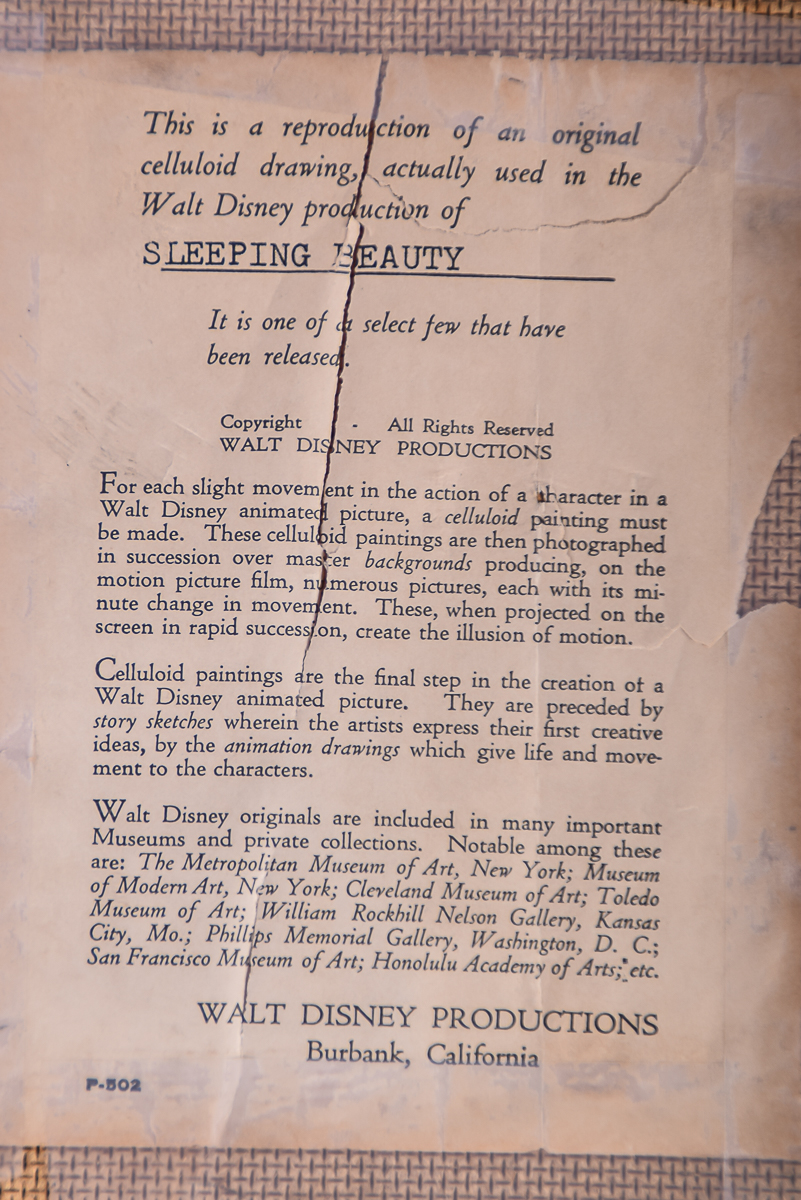 This is a reproduction of an original
celluloid drawing, actually used in the
Walt Disney production of
SLEEPING BEAUTY
It is one of a select few that have
been released.
Copyright - All Rights Reserved
WALT DISNEY PRODUCTIONS
For each slight movement in the action of a character in a
Walt Disney animated picture, a celluloid painting must
be made. These celluloid paintings are then photographed
in succession over master backgrounds producing, on the
motion picture film, numerous pictures, each with its mi-
nute change in movement. These, when projected on the
screen in rapid succession, create the illusion of motion.
Celluloid paintings are the final step in the creation of a
Walt Disney animated picture. They are preceded by
story sketches wherein the artists express their first creative
ideas, by the animation drawings which give life and move-
ment to the characters.
Walt Disney originals are included in many important
Museums and private collections. Notable among these
are: The Metropolitan Museum of Art, New York; Museum
of Modern Art, New York; Cleveland Museum of Art; Toledo
Museum of Art; William Rockhill Nelson Gallery, Kansas
City, Mo.; Phillips Memorial Gallery, Washington, D. C.;
San Francisco Museum of Art; Honolulu Academy of Arts; etc.
WALT DISNEY PRODUCTIONS
Burbank, California
P-502